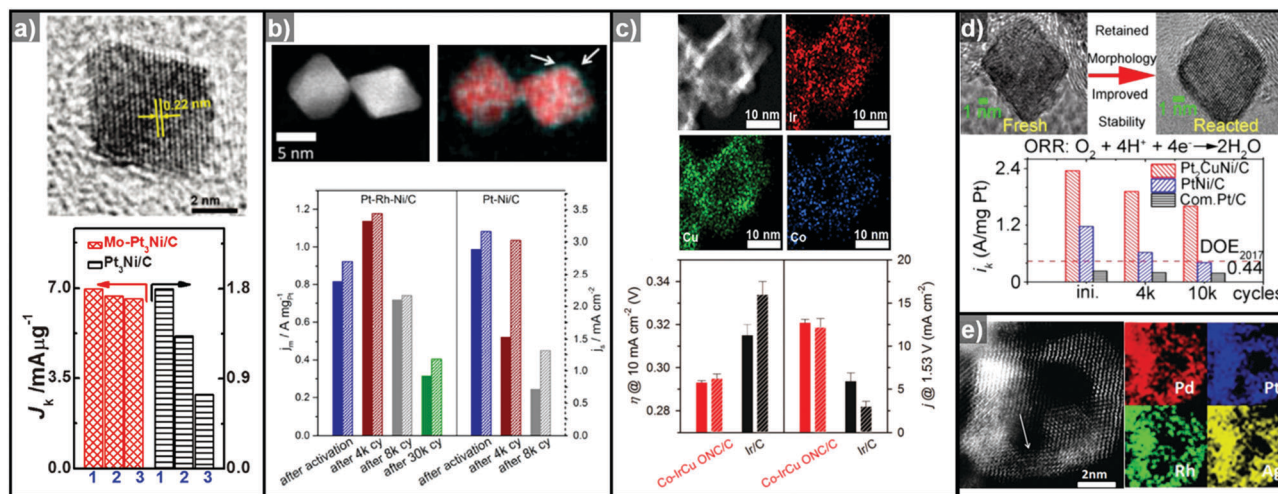 a)
0.22 nm
2 nm
Mo-Pt₃Ni/C
Pt₃Ni/C
Jₖ /mAμg⁻¹
7.0
3.5
0.0
1.8
0.9
0.0
1 2 3 1 2 3
b)
5 nm
Pt-Rh-Ni/C
Pt-Ni/C
jₘ / A mg⁻¹Pt
1.4
1.2
1.0
0.8
0.6
0.4
0.2
0.0
jₛ / mA cm⁻²
3.5
3.0
2.5
2.0
1.5
1.0
0.5
0.0
after activation
after 4k cy
after 8k cy
after 30k cy
after activation
after 4k cy
after 8k cy
c)
10 nm
Ir
10 nm
Cu
10 nm
Co
10 nm
η @ 10 mA cm⁻² (V)
0.34
0.32
0.30
0.28
j @ 1.53 V (mA cm⁻²)
20
15
10
5
0
Co-IrCu ONC/C
Ir/C
Co-IrCu ONC/C
Ir/C
d)
1 nm
Fresh
Retained
Morphology
Improved
Stability
1 nm
Reacted
ORR: O₂ + 4H⁺ + 4e⁻→2H₂O
iₖ (A/mg Pt)
2.4
1.2
0
Pt₂CuNi/C
PtNi/C
Com.Pt/C
DOE₂₀₁₇
0.44
ini. 4k 10k cycles
e)
2nm
Pd
Pt
Rh
Ag